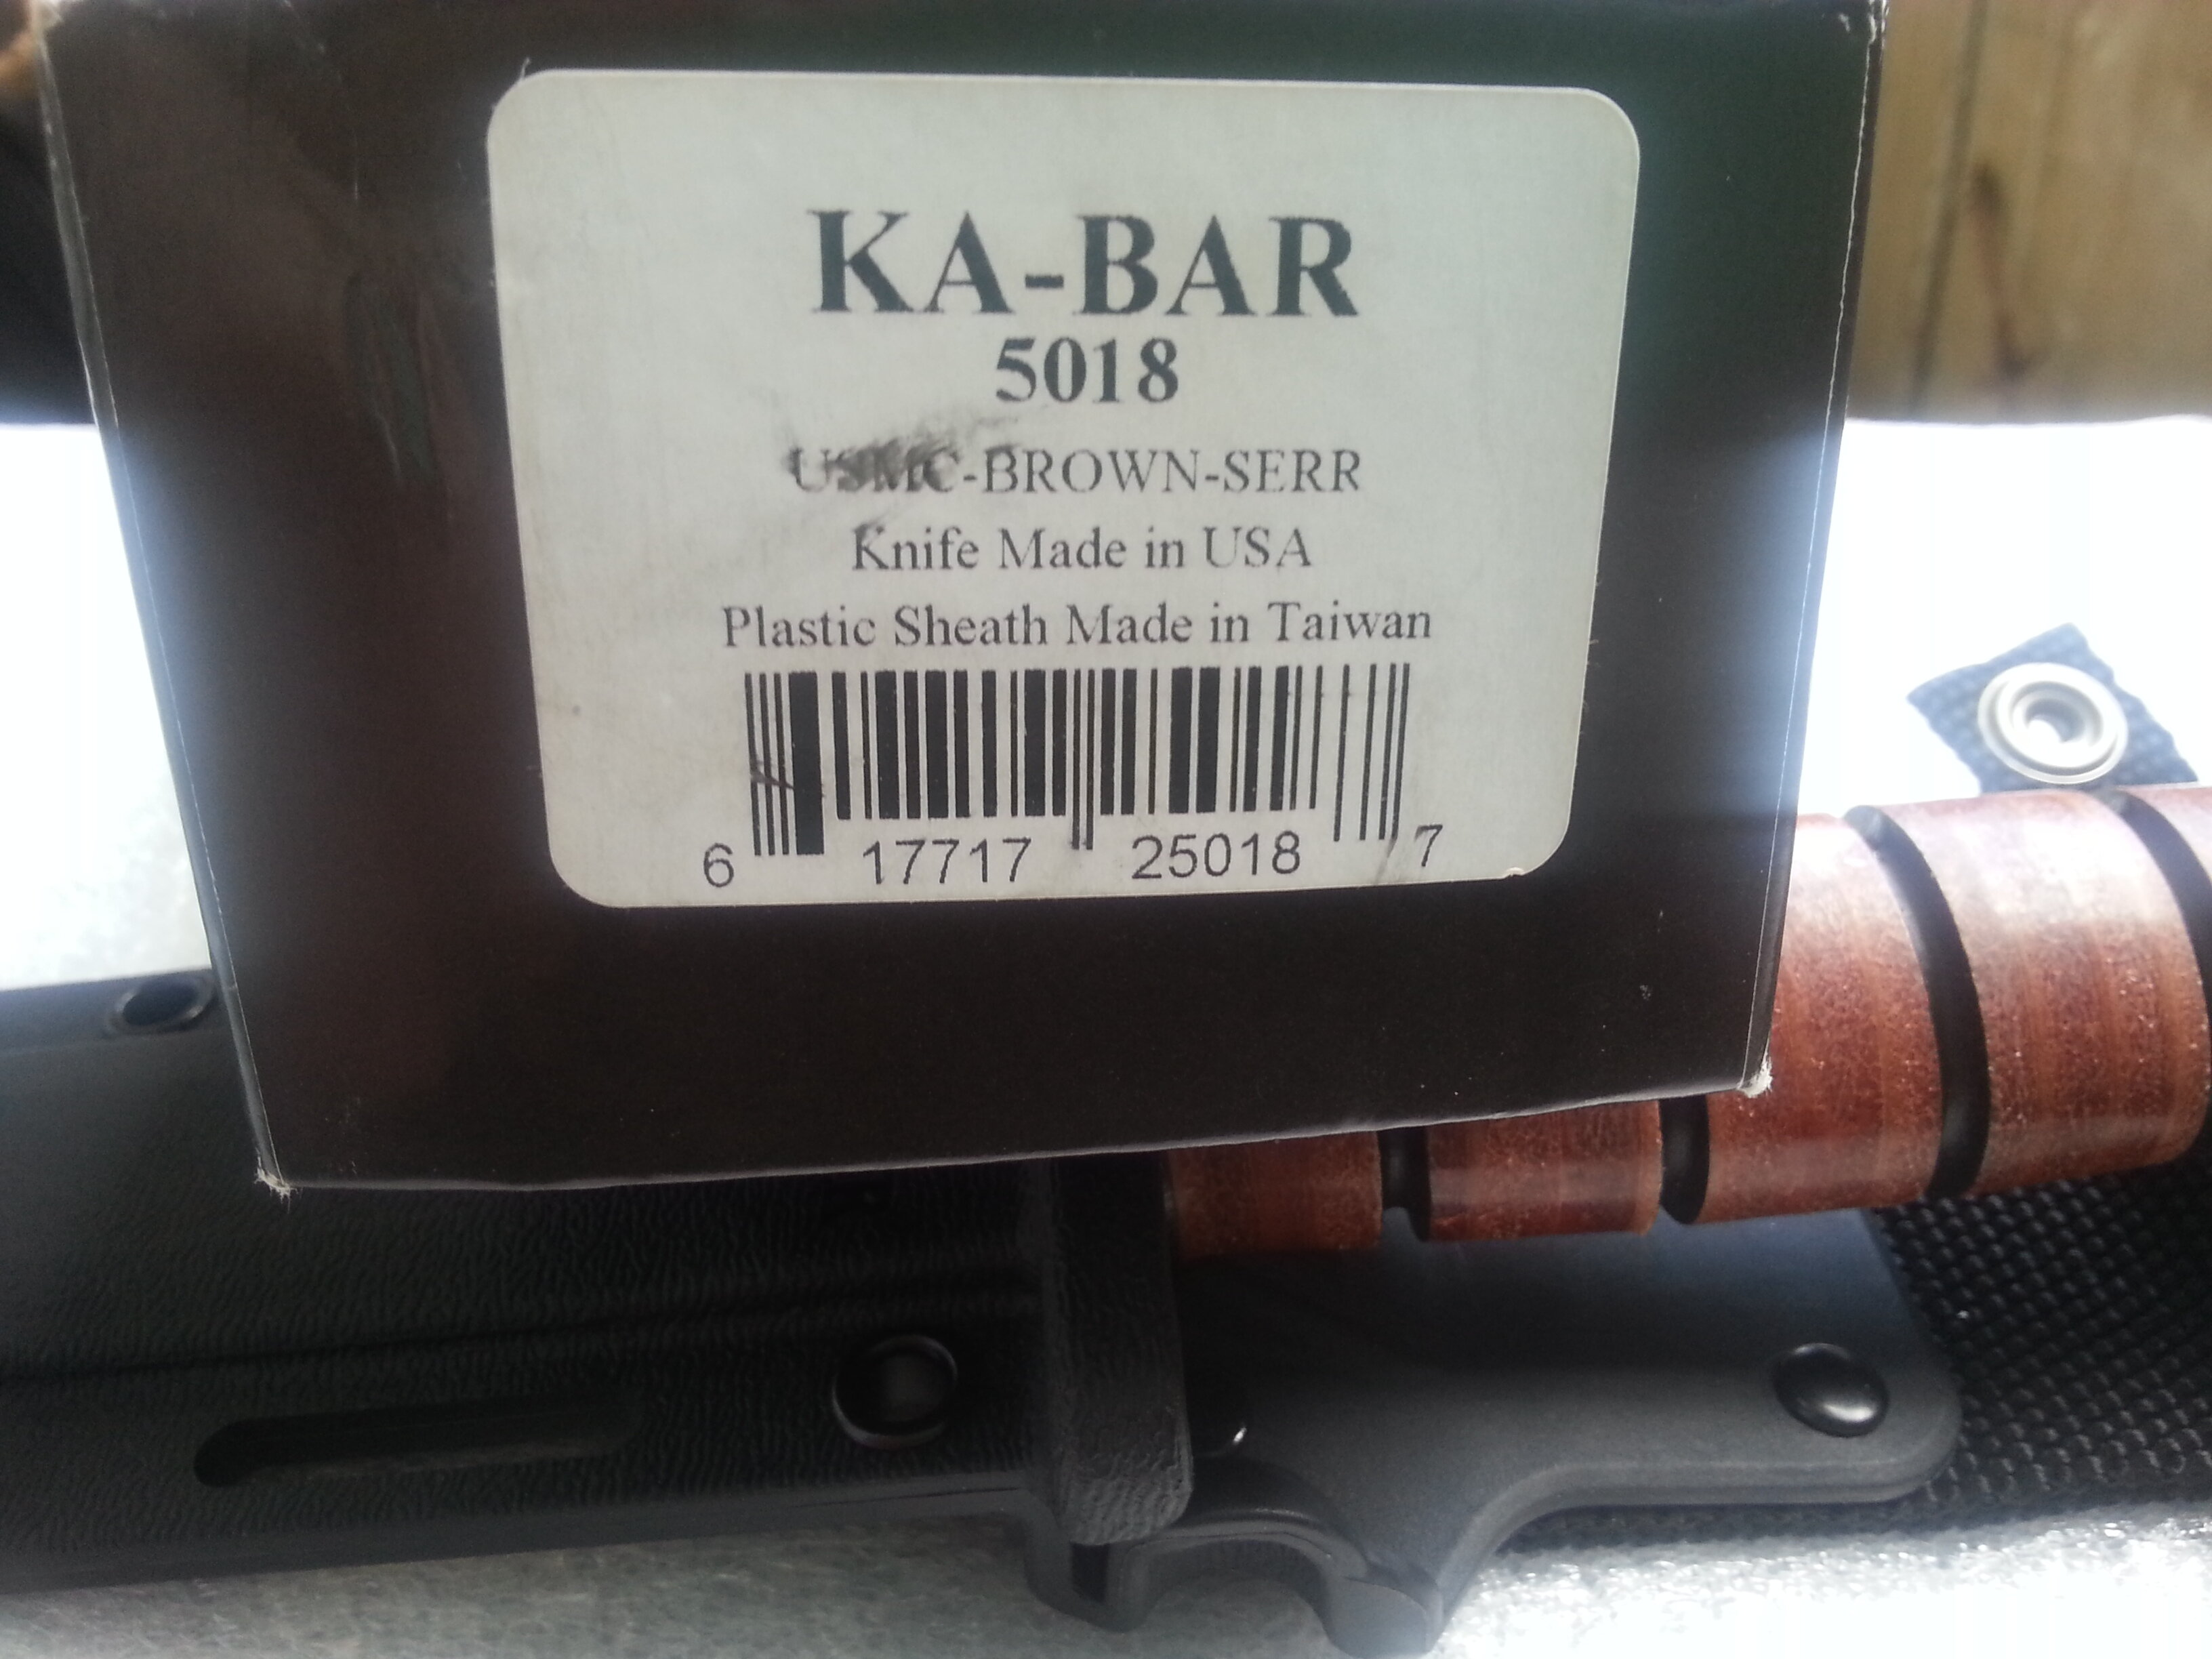 KA-BAR
5018
USMC-BROWN-SERR
Knife Made in USA
Plastic Sheath Made in Taiwan
6 17717 25018 7